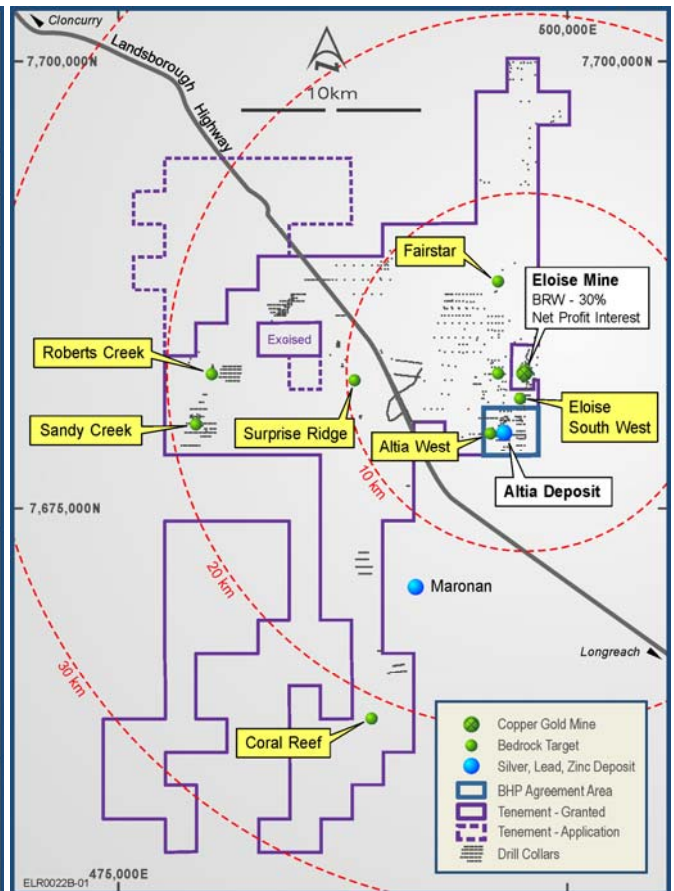 Cloncurry
500,000E
7,700,000N
7,700,000N
Landsborough
Highway
10km
Fairstar
Eloise Mine
BRW - 30%
Net Profit Interest
Excised
Roberts Creek
Sandy Creek
Surprise Ridge
Altia West
Eloise
South West
Altia Deposit
10 km
7,675,000N
20 km
Maronan
30 km
Longreach
Coral Reef
Copper Gold Mine
Bedrock Target
Silver, Lead, Zinc Deposit
BHP Agreement Area
Tenement - Granted
Tenement - Application
Drill Collars
ELR0022B-01
475,000E